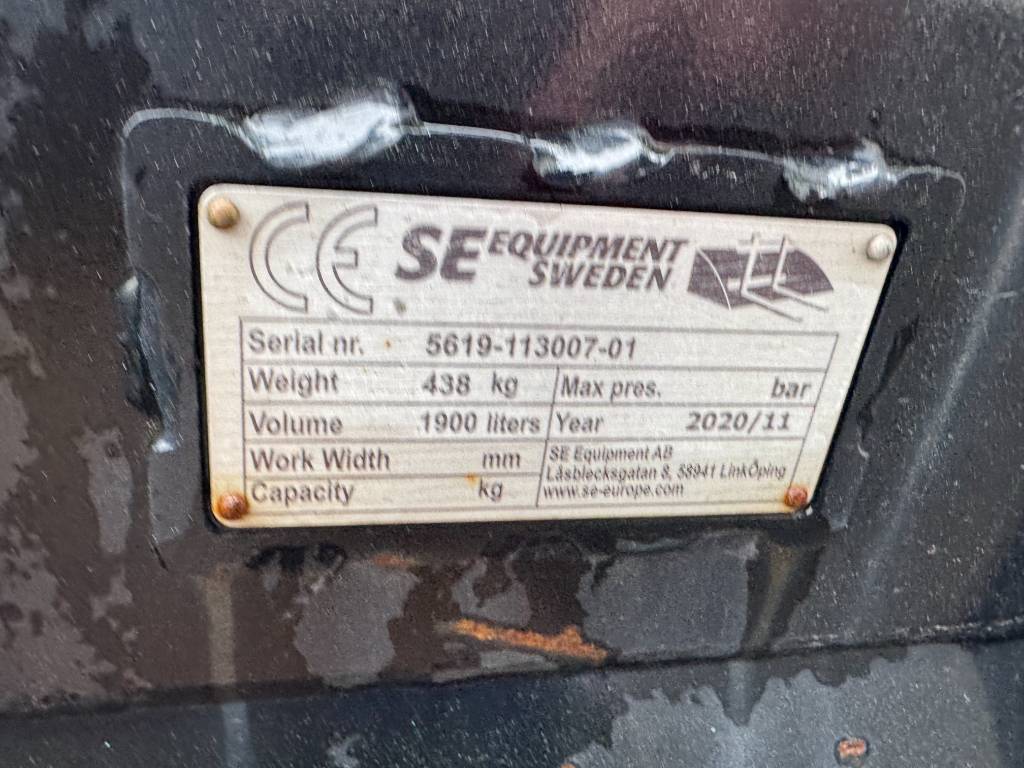 CE SE EQUIPMENT
SWEDEN
Serial nr. 5619-113007-01
Weight 438 kg Max pres. bar
Volume 1900 liters Year 2020/11
Work Width mm SE Equipment AB
Låsblecksgatan 8, 58941 LinkÖping
Capacity kg www.se-europe.com